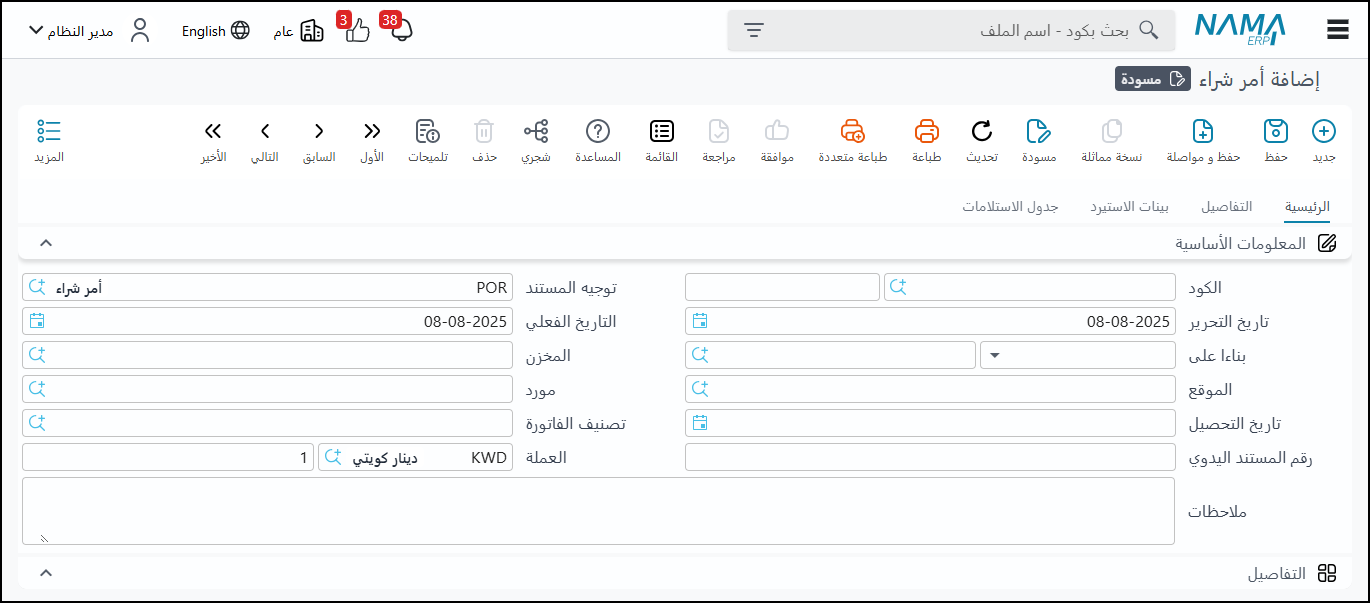 NAMA ERP
بحث بكود - اسم الملف
38
3
عام
English
مدير النظام
إضافة أمر شراء
مسودة
جديد
حفظ
حفظ و مواصلة
نسخة مماثلة
مسودة
تحديث
طباعة
طباعة متعددة
موافقة
مراجعة
القائمة
المساعدة
شجري
حذف
تلميحات
الأول
السابق
التالي
الأخير
المزيد
الرئيسية
التفاصيل
بينات الاستيرد
جدول الاستلامات
المعلومات الأساسية
الكود
توجيه المستند POR أمر شراء
تاريخ التحرير 08-08-2025
التاريخ الفعلي 08-08-2025
بناءا على
المخزن
الموقع
مورد
تاريخ التحصيل
تصنيف الفاتورة
رقم المستند اليدوي
العملة KWD دينار كويتي 1
ملاحظات
التفاصيل